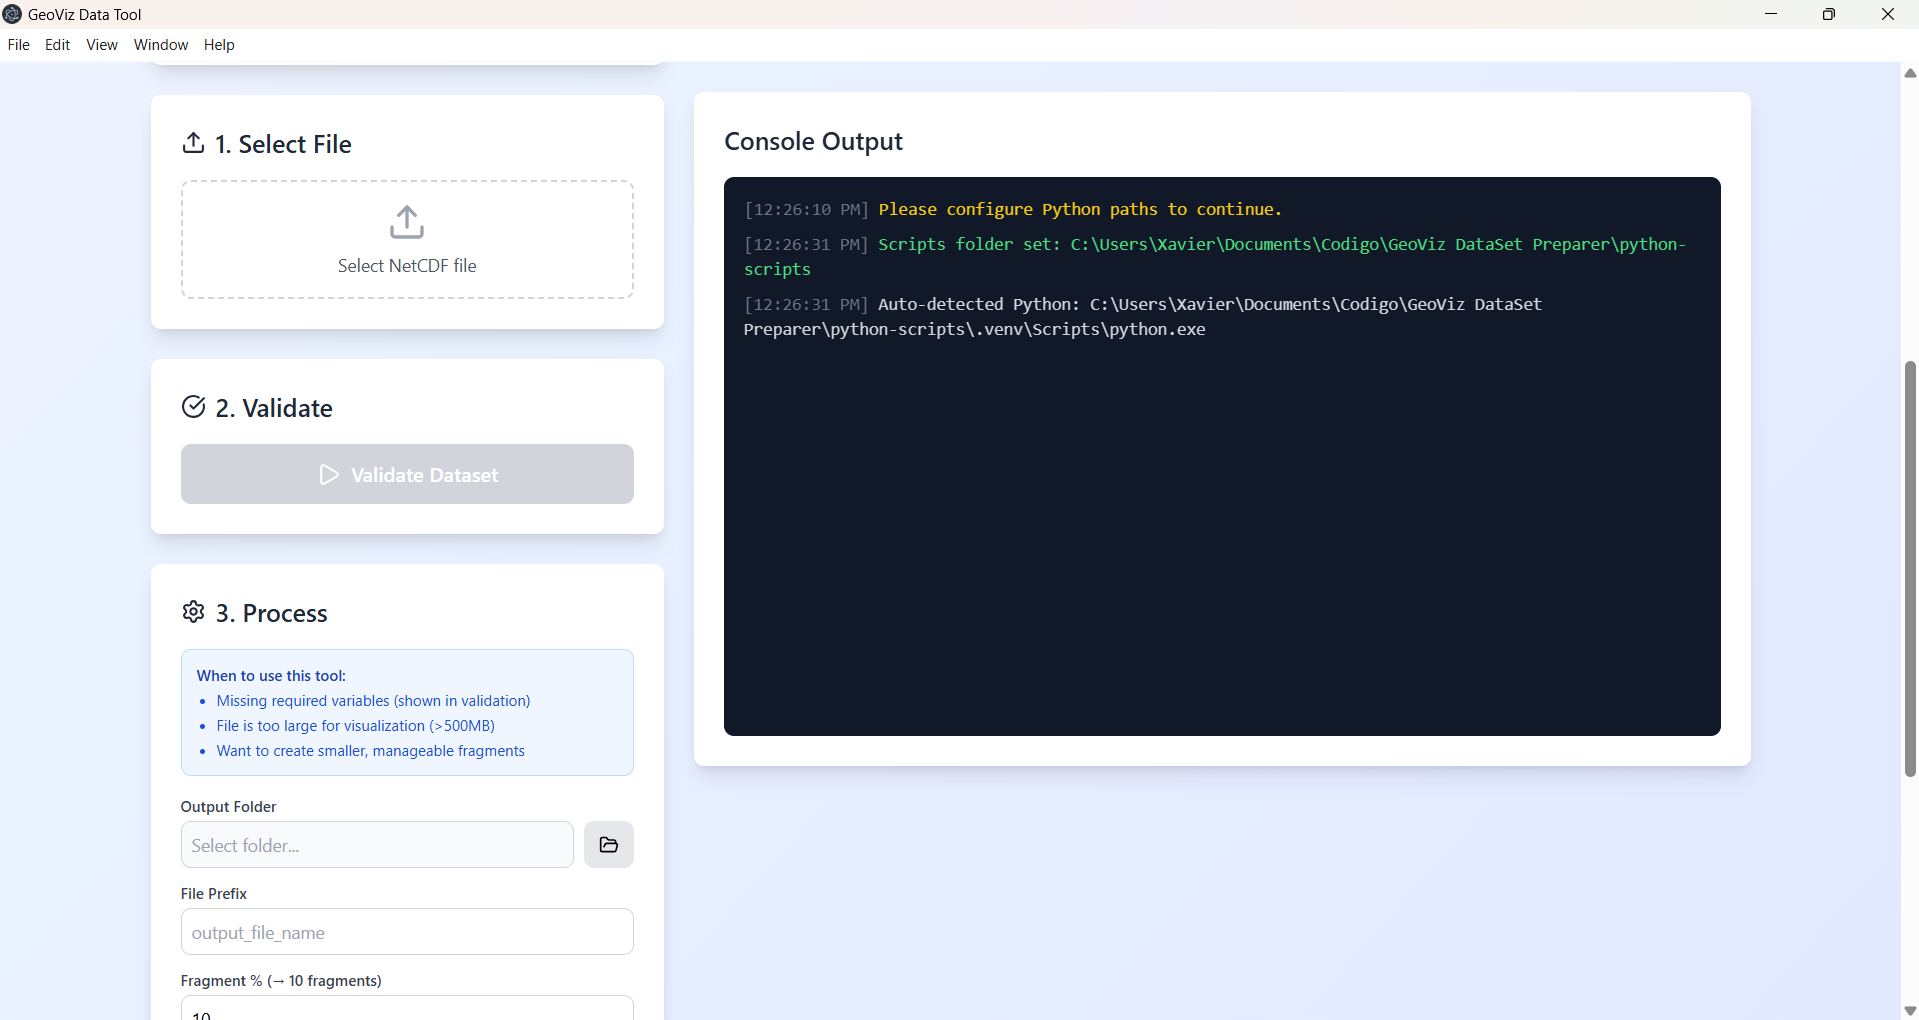 GeoViz Data Tool
File Edit View Window Help
1. Select File
Select NetCDF file
2. Validate
Validate Dataset
3. Process
When to use this tool:
• Missing required variables (shown in validation)
• File is too large for visualization (>500MB)
• Want to create smaller, manageable fragments
Output Folder
Select folder...
File Prefix
output_file_name
Fragment % (→ 10 fragments)
10
Console Output
[12:26:10 PM] Please configure Python paths to continue.
[12:26:31 PM] Scripts folder set: C:\Users\Xavier\Documents\Codigo\GeoViz DataSet Preparer\python-
scripts
[12:26:31 PM] Auto-detected Python: C:\Users\Xavier\Documents\Codigo\GeoViz DataSet
Preparer\python-scripts\.venv\Scripts\python.exe